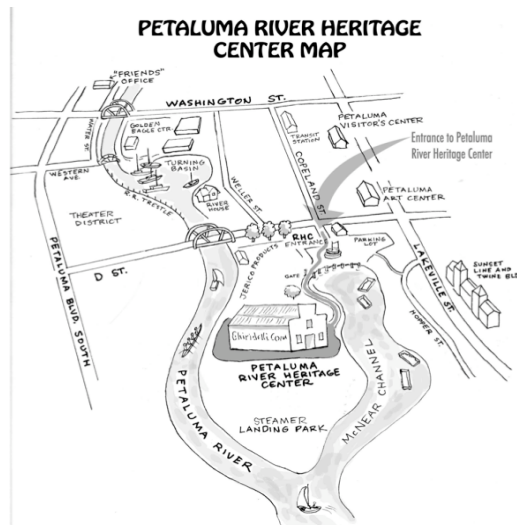 PETALUMA RIVER HERITAGE
CENTER MAP
"FRIENDS"
OFFICE
WASHINGTON ST.
WATER ST.
GOLDEN
EAGLE CTR.
TRANSIT
STATION
PETALUMA
VISITOR'S CENTER
Entrance to Petaluma
River Heritage Center
WESTERN
AVE.
TURNING
BASIN
RIVER
HOUSE
WELLER ST.
COPELAND ST.
PETALUMA
ART CENTER
THEATER
DISTRICT
R.R. TRESTLE
PETALUMA BLVD. SOUTH
D ST.
JERICO PRODUCTS
RHC
ENTRANCE
GATE
PARKING
LOT
LAKEVILLE ST.
HOPPER ST.
SUNSET
LINE AND
TWINE BLD
PETALUMA
RIVER HERITAGE
CENTER
STEAMER
LANDING PARK
McNEAR CHANNEL
PETALUMA RIVER